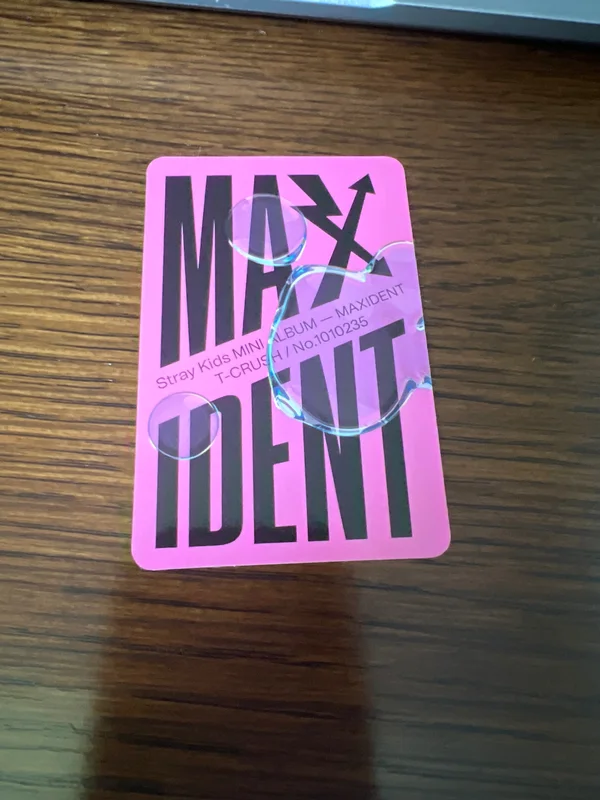 MAX
Stray Kids MINI ALBUM — MAXIDENT
T-CRUSH / No.1010235
IDENT